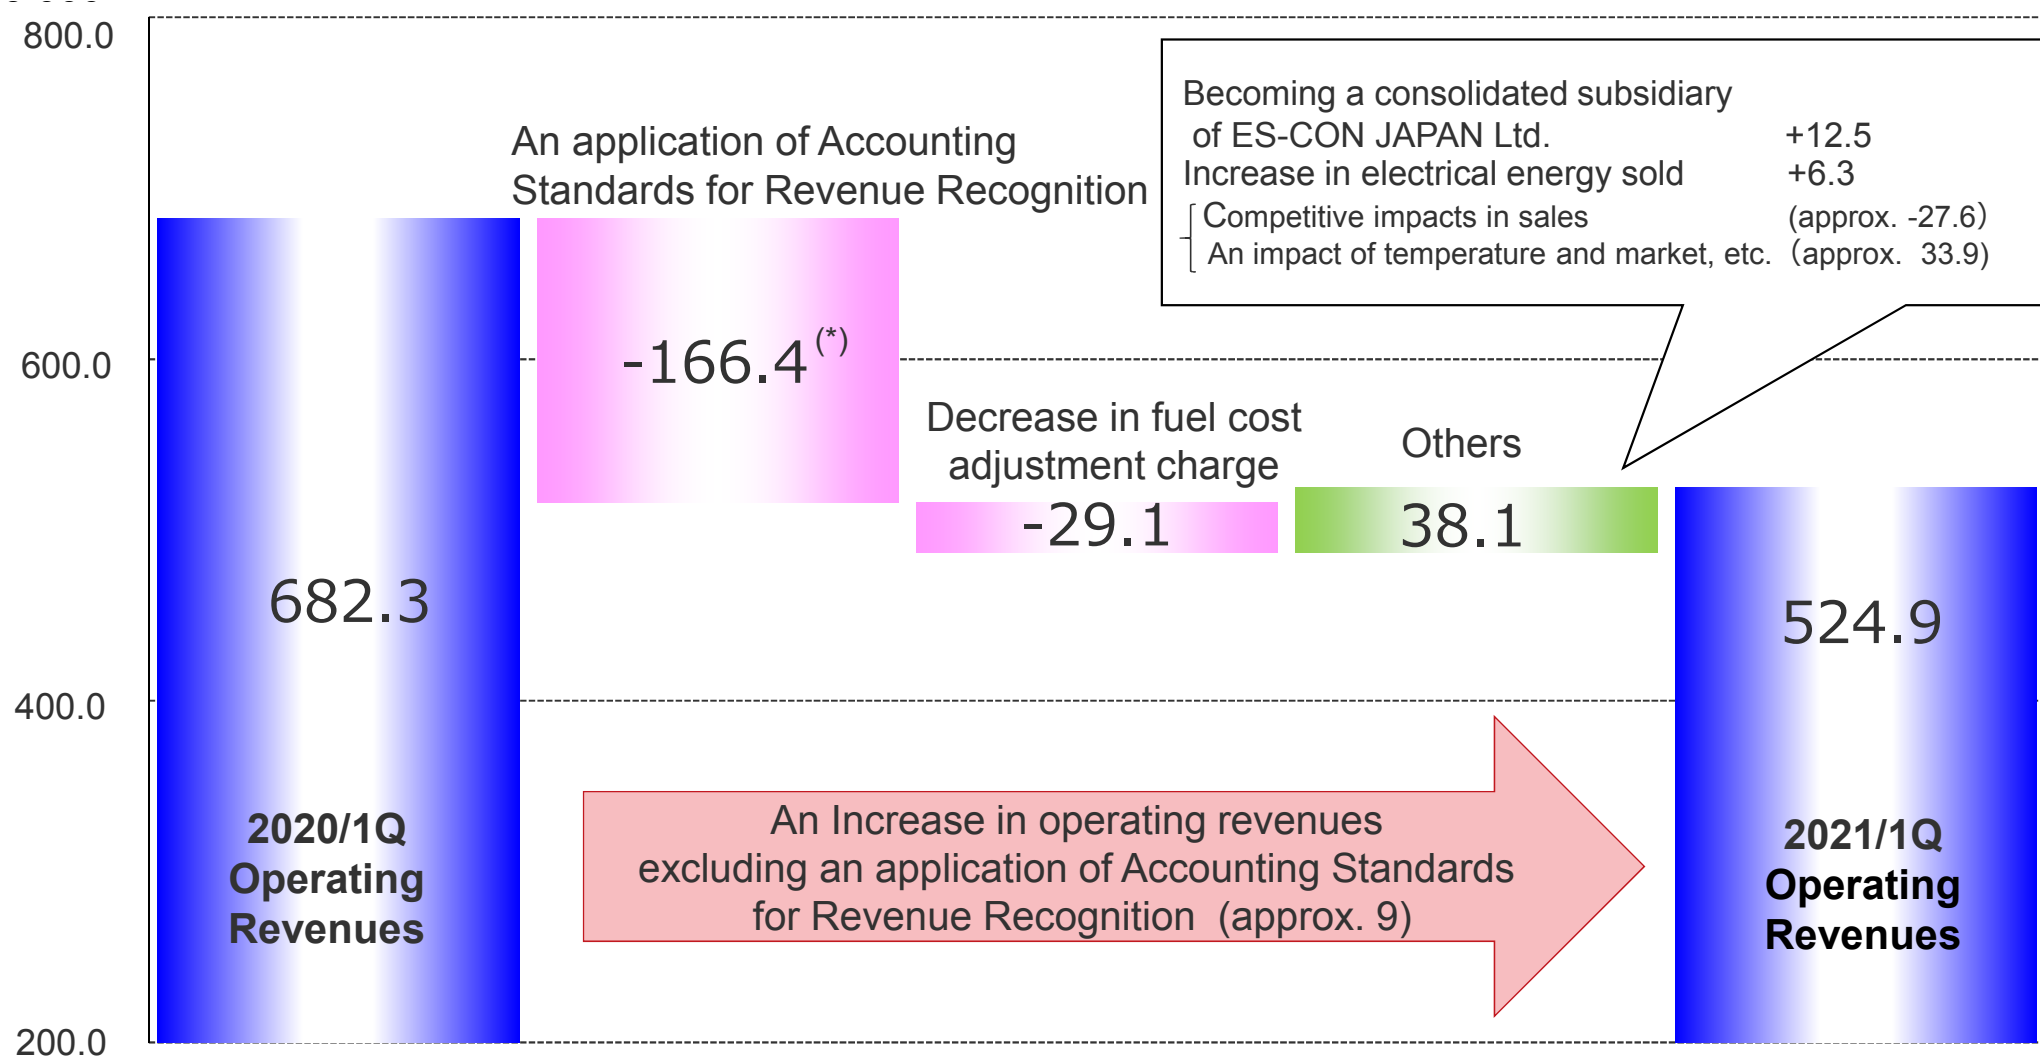 800.0
600.0
400.0
200.0
An application of Accounting
Standards for Revenue Recognition
Becoming a consolidated subsidiary
of ES-CON JAPAN Ltd. +12.5
Increase in electrical energy sold +6.3
Competitive impacts in sales (approx. -27.6)
An impact of temperature and market, etc. (approx. 33.9)
-166.4 (*)
Decrease in fuel cost
adjustment charge
Others
-29.1
38.1
682.3
524.9
2020/1Q
Operating
Revenues
An Increase in operating revenues
excluding an application of Accounting Standards
for Revenue Recognition (approx. 9)
2021/1Q
Operating
Revenues